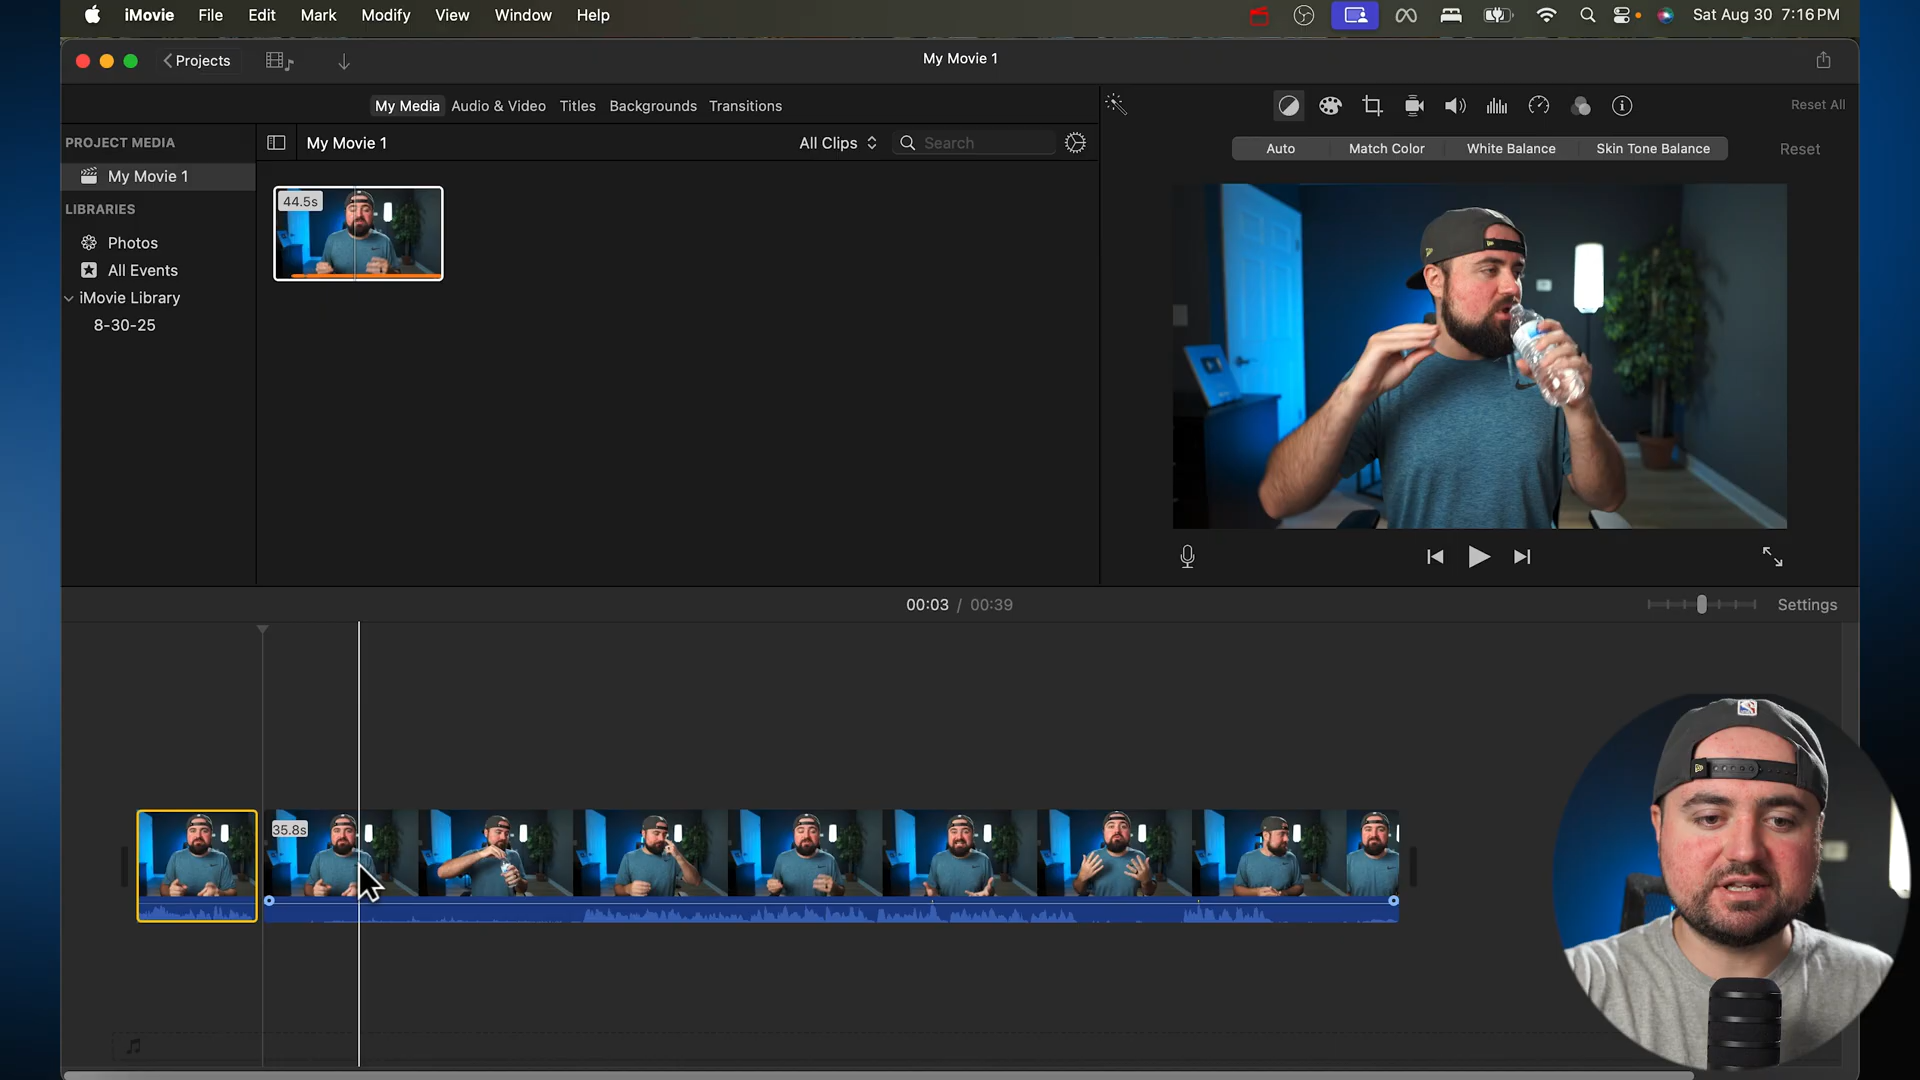 iMovie File Edit Mark Modify View Window Help Sat Aug 30 7:16 PM
Projects My Movie 1
My Media Audio & Video Titles Backgrounds Transitions Reset All
PROJECT MEDIA My Movie 1 All Clips Search Auto Match Color White Balance Skin Tone Balance Reset
My Movie 1
LIBRARIES
Photos
All Events
iMovie Library
8-30-25
44.5s
00:03 / 00:39 Settings
35.8s